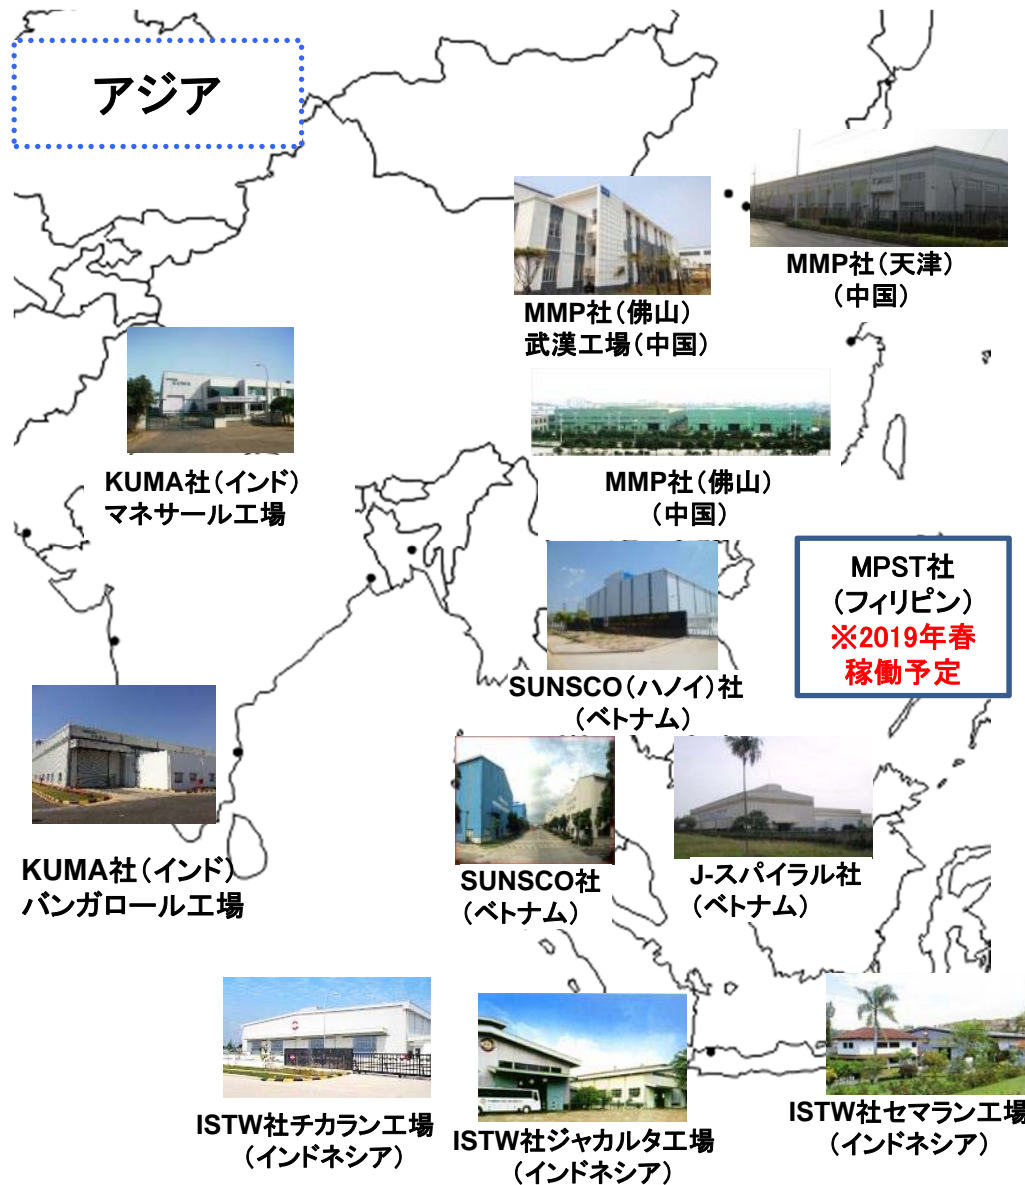 アジア
MMP社（天津）
（中国）
MMP社（佛山）
武漢工場（中国）
KUMA
KUMA社（インド）
マネサール工場
MMP社（佛山）
（中国）
MPST社
（フィリピン）
※2019年春
稼働予定
SUNSCO（ハノイ）社
（ベトナム）
KUMA社（インド）
バンガロール工場
SUNSCO社
（ベトナム）
J-スパイラル社
（ベトナム）
ISTW社チカラン工場
（インドネシア）
ISTW社ジャカルタ工場
（インドネシア）
ISTW社セマラン工場
（インドネシア）